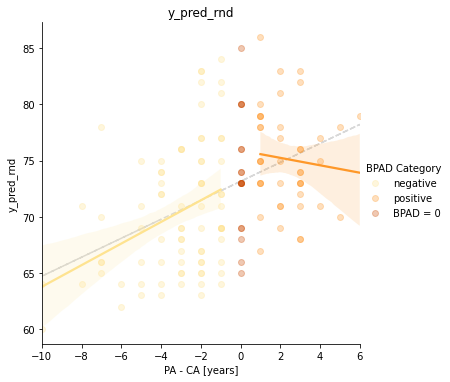 y_pred_rnd
85
80
75
70
65
60
y_pred_rnd
BPAD Category
negative
positive
BPAD = 0
−10 −8 −6 −4 −2 0 2 4 6
PA - CA [years]